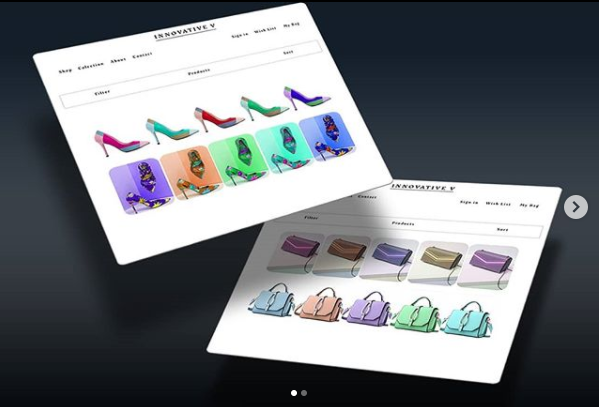 INNOVATIVE V
Sign in Wish List My Bag
Shop Collection About Contact
Filter Products Sort
INNOVATIVE V
Contact
Sign in Wish List My Bag
Filter Products Sort